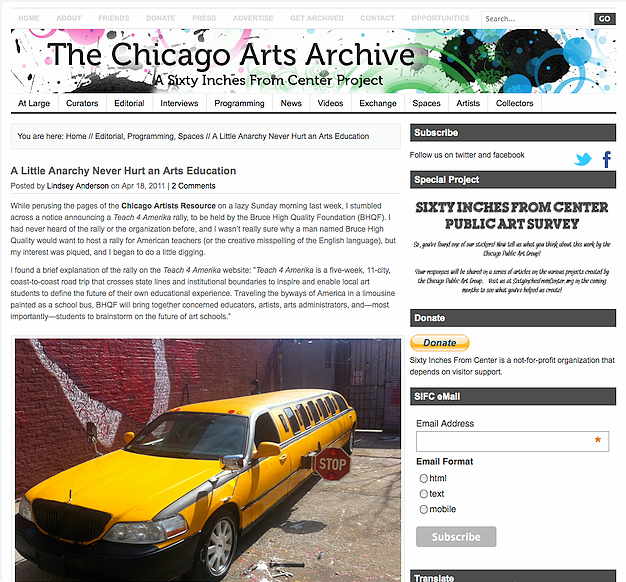 HOME ABOUT FRIENDS DONATE PRESS ADVERTISE GET ARCHIVED CONTACT OPPORTUNITIES Search... GO
The Chicago Arts Archive
A Sixty Inches From Center Project
At Large Curators Editorial Interviews Programming News Videos Exchange Spaces Artists Collectors
You are here: Home // Editorial, Programming, Spaces // A Little Anarchy Never Hurt an Arts Education
A Little Anarchy Never Hurt an Arts Education
Posted by Lindsey Anderson on Apr 18, 2011 | 2 Comments
While perusing the pages of the Chicago Artists Resource on a lazy Sunday morning last week, I stumbled
across a notice announcing a Teach 4 Amerika rally, to be held by the Bruce High Quality Foundation (BHQF). I
had never heard of the rally or the organization before, and I wasn't really sure why a man named Bruce High
Quality would want to host a rally for American teachers (or the creative misspelling of the English language), but
my interest was piqued, and I began to do a little digging.
I found a brief explanation of the rally on the Teach 4 Amerika website: "Teach 4 Amerika is a five-week, 11-city,
coast-to-coast road trip that crosses state lines and institutional boundaries to inspire and enable local art
students to define the future of their own educational experience. Traveling the byways of America in a limousine
painted as a school bus, BHQF will bring together concerned educators, artists, arts administrators, and—most
importantly—students to brainstorm on the future of art schools."
STOP
Subscribe
Follow us on twitter and facebook
Special Project
SIXTY INCHES FROM CENTER
PUBLIC ART SURVEY
So, you've found one of our stickers! Now tell us what you think about this work by the
Chicago Public Art Group!
Your responses will be shared in a series of articles on the various projects created by
the Chicago Public Art Group. Visit us at SixtyInchesFromCenter.org in the coming
months to see what you've helped us create!
Donate
Donate
Sixty Inches From Center is a not-for-profit organization that
depends on visitor support.
SIFC eMail
Email Address
*
Email Format
html
text
mobile
Subscribe
Translate